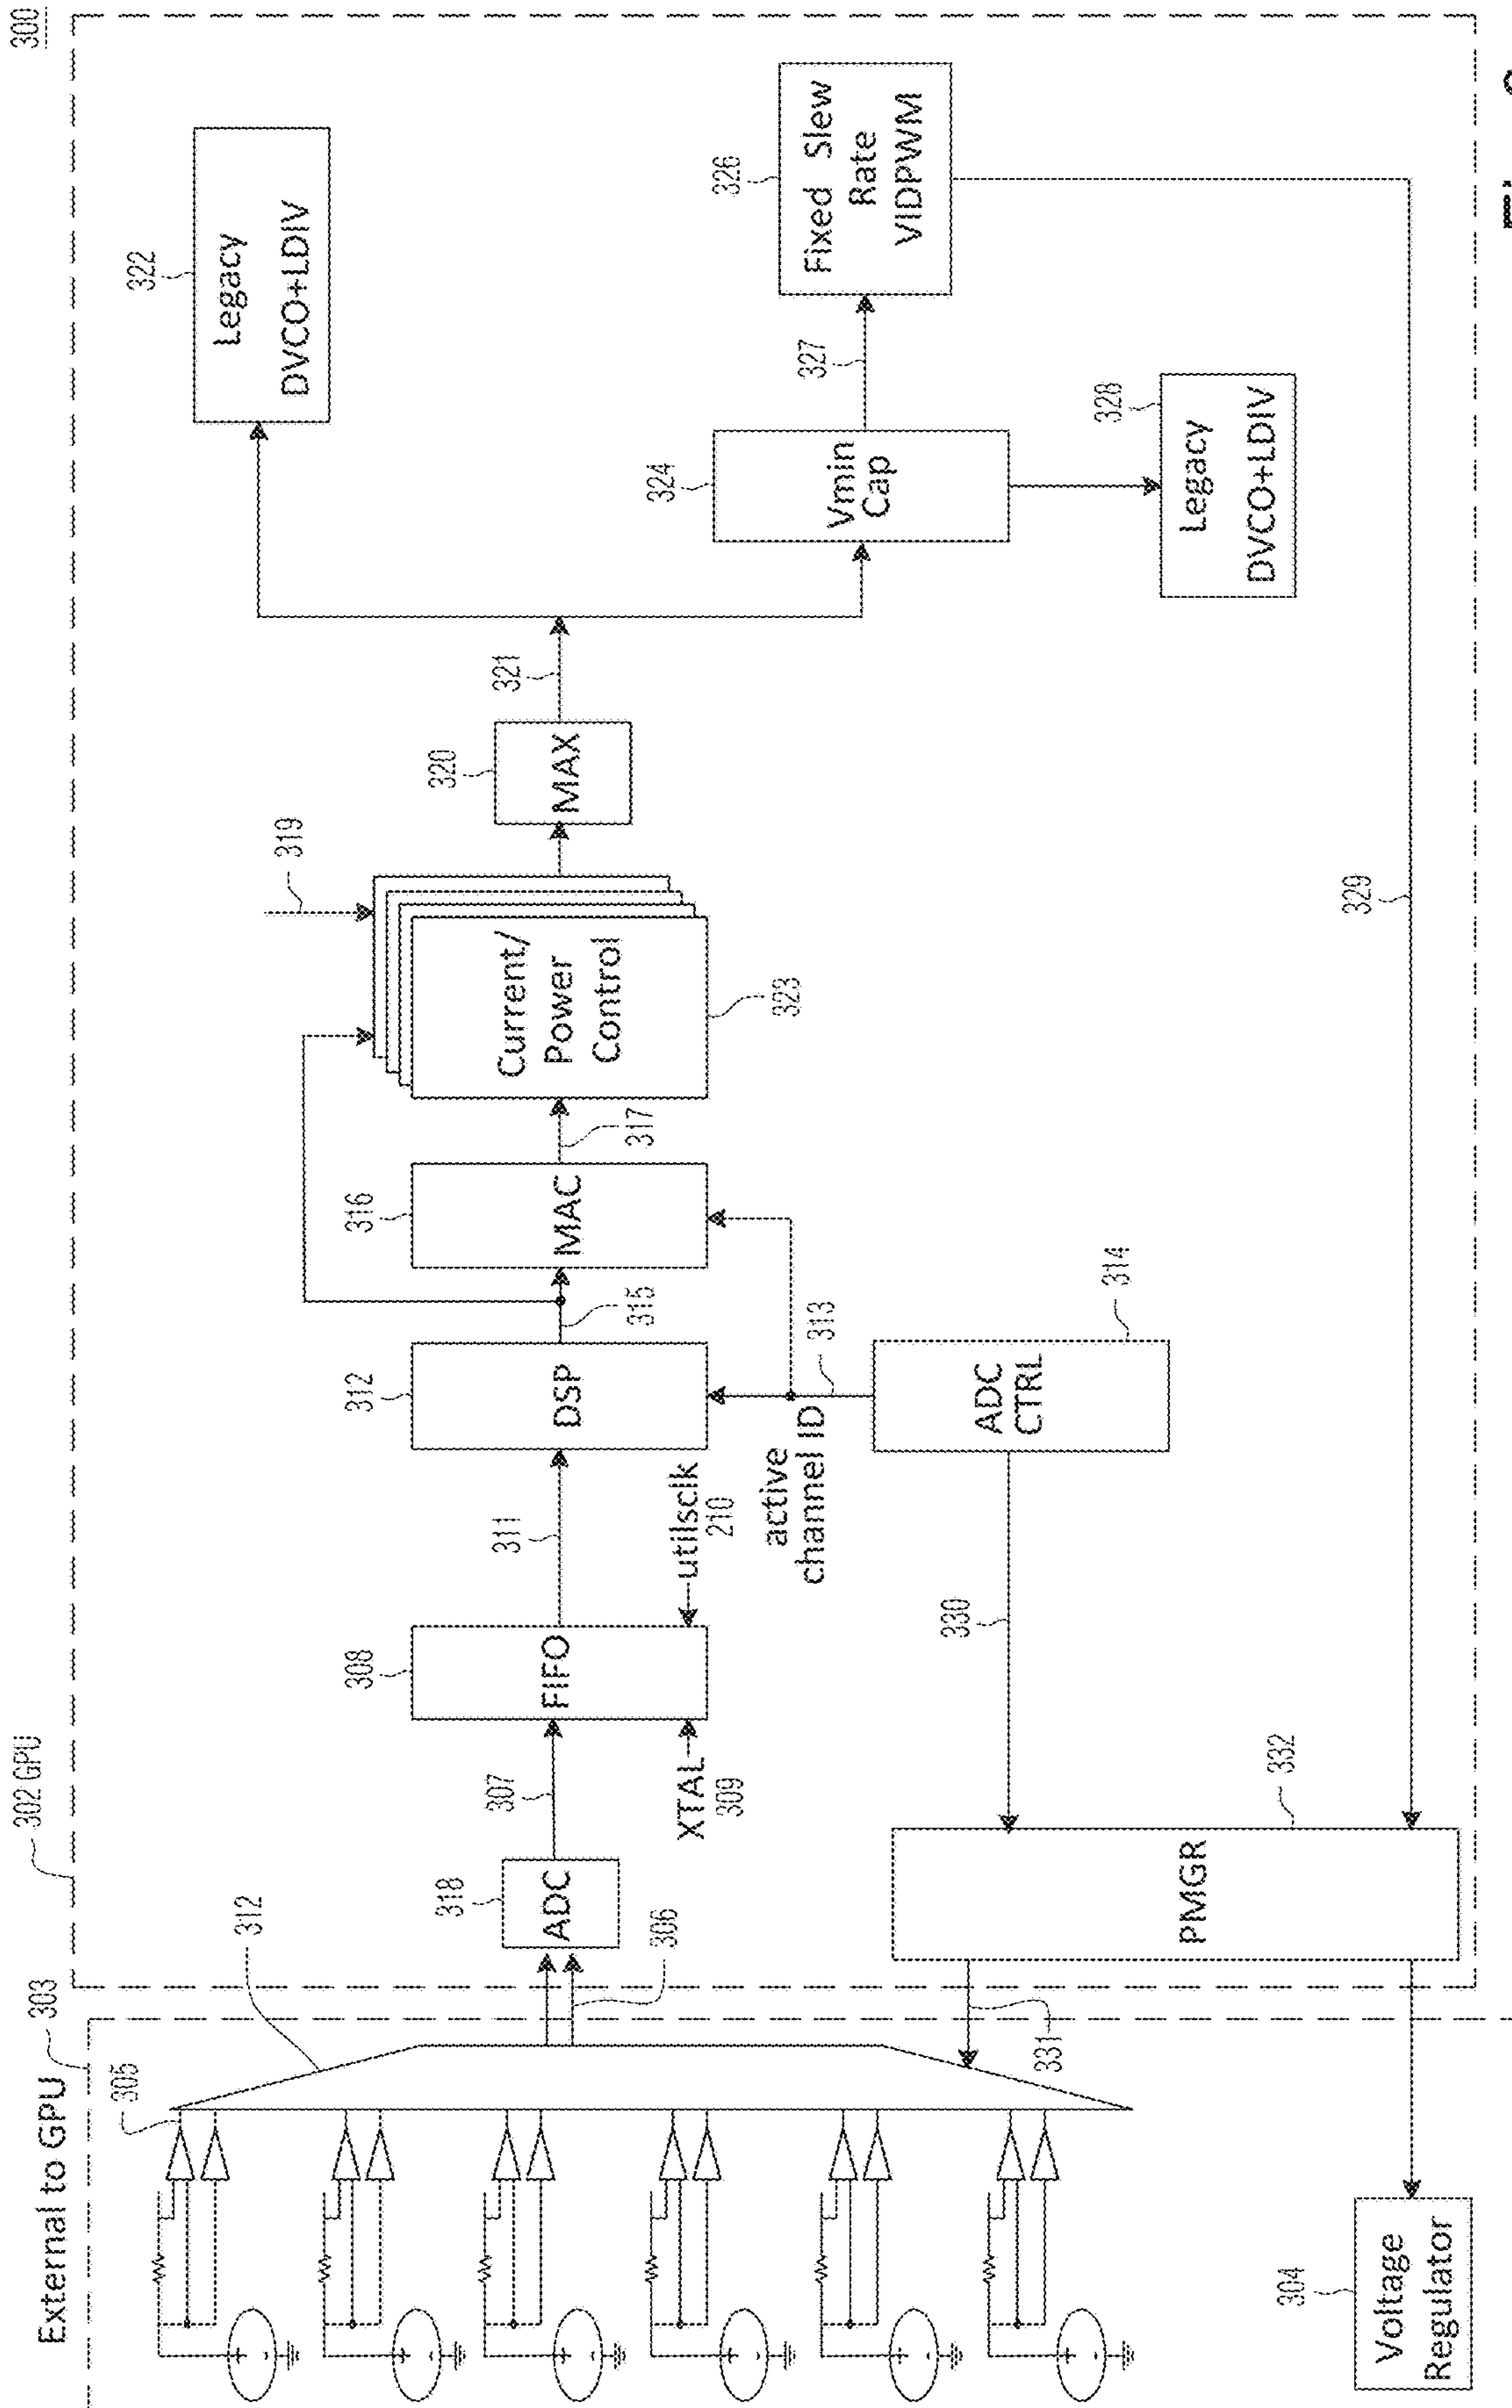 300
302 GPU
External to GPU
303
305
312
306
318
ADC
307
308
FIFO
XTAL
309
utilsclk
210
311
312
DSP
active
channel ID
313
ADC
CTRL
314
315
316
MAC
317
Current/
Power
Control
323
319
320
MAX
321
322
Legacy
DVCO+LDIV
324
Vmin
Cap
327
326
Fixed Slew
Rate
VIDPWM
328
Legacy
DVCO+LDIV
329
330
331
332
PMGR
304
Voltage
Regulator